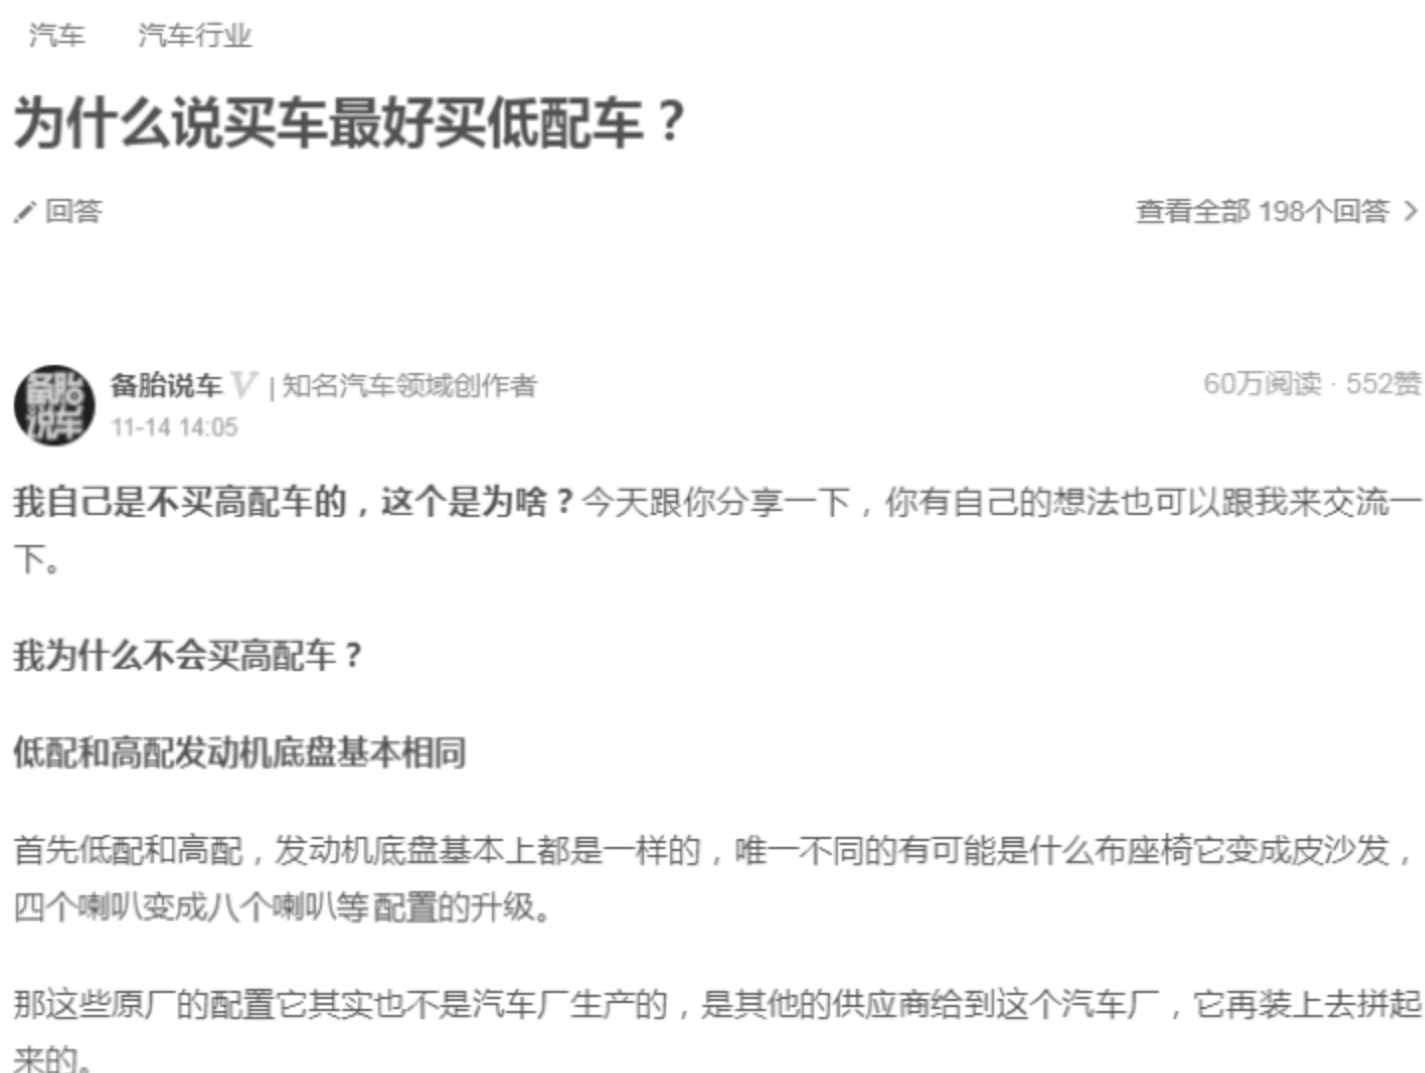 汽车 汽车行业
为什么说买车最好买低配车？
回答 查看全部 198个回答
备胎说车
备胎说车 V | 知名汽车领域创作者 60万阅读 · 552赞
11-14 14:05
我自己是不买高配车的，这个是为啥？今天跟你分享一下，你有自己的想法也可以跟我来交流一
下。
我为什么不会买高配车？
低配和高配发动机底盘基本相同
首先低配和高配，发动机底盘基本上都是一样的，唯一不同的有可能是什么布座椅它变成皮沙发，
四个喇叭变成八个喇叭等配置的升级。
那这些原厂的配置它其实也不是汽车厂生产的，是其他的供应商给到这个汽车厂，它再装上去拼起
来的。